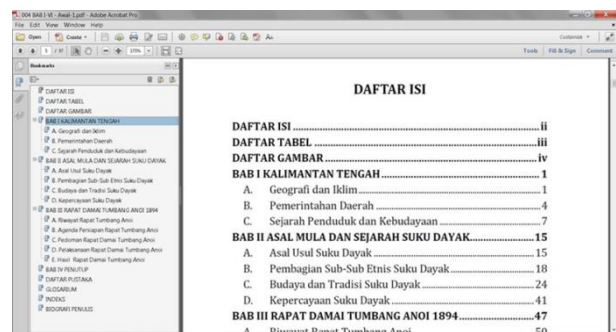 004 BAB I-VI - Awal-1.pdf - Adobe Acrobat Pro
File Edit View Window Help
Open Create
1 Customize
Tools Fill & Sign Comment
Bookmarks
DAFTAR ISI
DAFTAR TABEL
DAFTAR GAMBAR
BAB I KALIMANTAN TENGAH
A. Geografi dan Iklim
B. Pemerintahan Daerah
C. Sejarah Penduduk dan Kebudayaan
BAB II ASAL MULA DAN SEJARAH SUKU DAYAK
A. Asal Usul Suku Dayak
B. Pembagian Sub-Sub Etnis Suku Dayak
C. Budaya dan Tradisi Suku Dayak
D. Kepercayaan Suku Dayak
BAB III RAPAT DAMAI TUMBANG ANOI 1894
A. Riwayat Rapat Tumbang Anoi
B. Agenda Persiapan Rapat Tumbang Anoi
C. Pedoman Rapat Damai Tumbang Anoi
D. Pelaksanaan Rapat Damai Tumbang Anoi
E. Hasil Rapat Damai Tumbang Anoi
BAB IV PENUTUP
DAFTAR PUSTAKA
GLOSARIUM
INDEKS
BIOGRAFI PENULIS
DAFTAR ISI
DAFTAR ISI ii
DAFTAR TABEL iii
DAFTAR GAMBAR iv
BAB I KALIMANTAN TENGAH 1
A. Geografi dan Iklim 1
B. Pemerintahan Daerah 4
C. Sejarah Penduduk dan Kebudayaan 7
BAB II ASAL MULA DAN SEJARAH SUKU DAYAK 15
A. Asal Usul Suku Dayak 15
B. Pembagian Sub-Sub Etnis Suku Dayak 18
C. Budaya dan Tradisi Suku Dayak 24
D. Kepercayaan Suku Dayak 41
BAB III RAPAT DAMAI TUMBANG ANOI 1894 47
A. Riwayat Rapat Tumbang Anoi 50